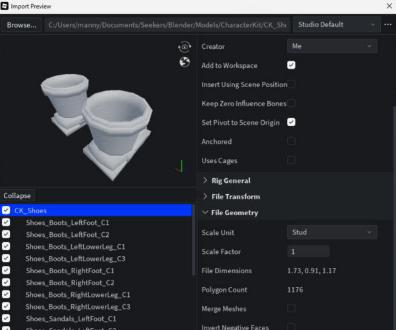 Import Preview
Browse... C:/Users/manny/Documents/Seekers/Blender/Models/CharacterKit/CK_Sho Studio Default ...
Creator Me
Add to Workspace
Insert Using Scene Position
Keep Zero Influence Bones
Set Pivot to Scene Origin
Anchored
Uses Cages
Rig General
File Transform
File Geometry
Scale Unit Stud
Scale Factor 1
File Dimensions 1.73, 0.91, 1.17
Polygon Count 1176
Merge Meshes
Invert Negative Faces
Collapse
CK_Shoes
Shoes_Boots_LeftFoot_C1
Shoes_Boots_LeftFoot_C2
Shoes_Boots_LeftLowerLeg_C1
Shoes_Boots_LeftLowerLeg_C3
Shoes_Boots_RightFoot_C1
Shoes_Boots_RightFoot_C2
Shoes_Boots_RightLowerLeg_C1
Shoes_Boots_RightLowerLeg_C3
Shoes_Sandals_LeftFoot_C1
Shoes_Sandals_LeftFoot_C2